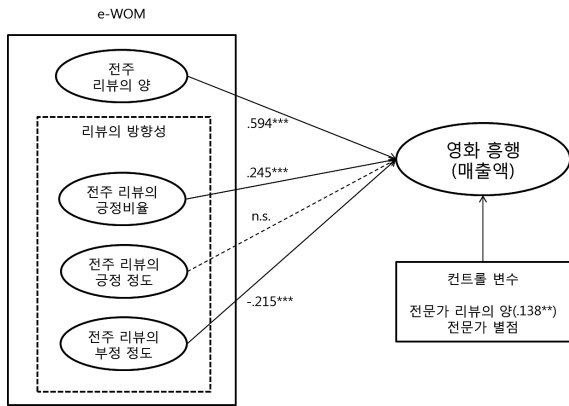 e-WOM
전주
리뷰의 양
리뷰의 방향성
전주 리뷰의
긍정비율
전주 리뷰의
긍정 정도
전주 리뷰의
부정 정도
.594***
.245***
n.s.
-.215***
영화 흥행
(매출액)
컨트롤 변수
전문가 리뷰의 양(.138**)
전문가 별점